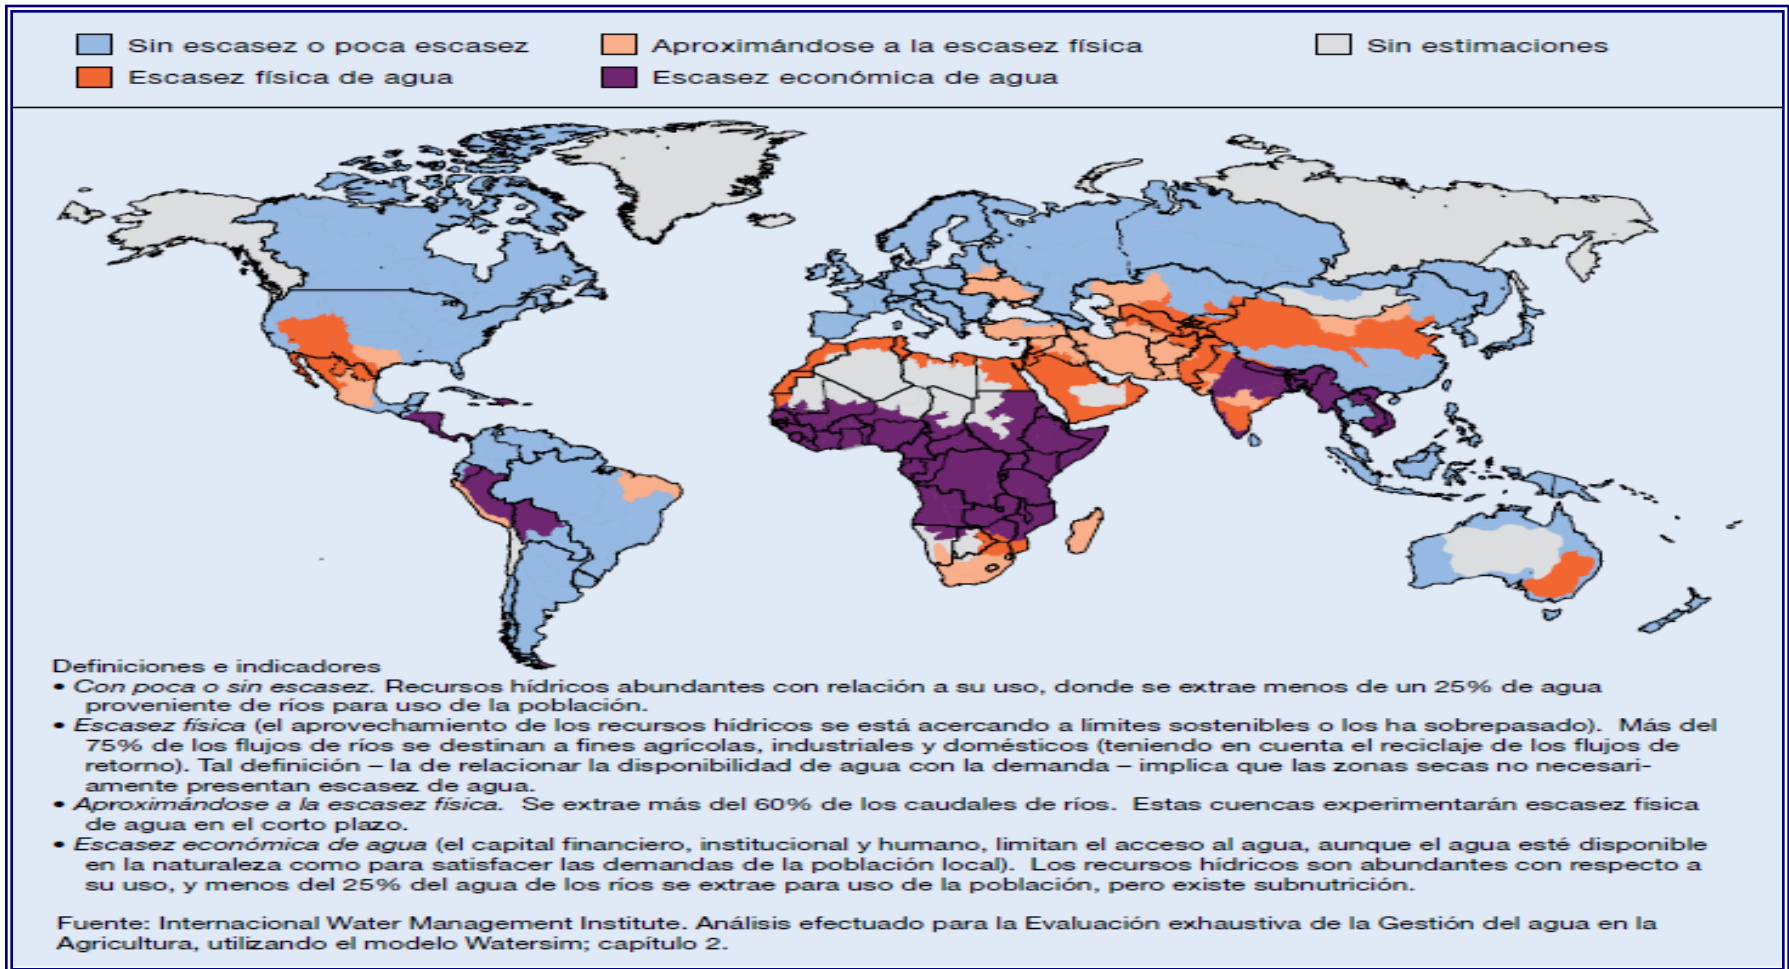 Sin escasez o poca escasez
Aproximándose a la escasez física
Sin estimaciones
Escasez física de agua
Escasez económica de agua
Definiciones e indicadores
• Con poca o sin escasez. Recursos hídricos abundantes con relación a su uso, donde se extrae menos de un 25% de agua
proveniente de ríos para uso de la población.
• Escasez física (el aprovechamiento de los recursos hídricos se está acercando a límites sostenibles o los ha sobrepasado). Más del
75% de los flujos de ríos se destinan a fines agrícolas, industriales y domésticos (teniendo en cuenta el reciclaje de los flujos de
retorno). Tal definición – la de relacionar la disponibilidad de agua con la demanda – implica que las zonas secas no necesari-
amente presentan escasez de agua.
• Aproximándose a la escasez física. Se extrae más del 60% de los caudales de ríos. Estas cuencas experimentarán escasez física
de agua en el corto plazo.
• Escasez económica de agua (el capital financiero, institucional y humano, limitan el acceso al agua, aunque el agua esté disponible
en la naturaleza como para satisfacer las demandas de la población local). Los recursos hídricos son abundantes con respecto a
su uso, y menos del 25% del agua de los ríos se extrae para uso de la población, pero existe subnutrición.
Fuente: Internacional Water Management Institute. Análisis efectuado para la Evaluación exhaustiva de la Gestión del agua en la
Agricultura, utilizando el modelo Watersim; capítulo 2.